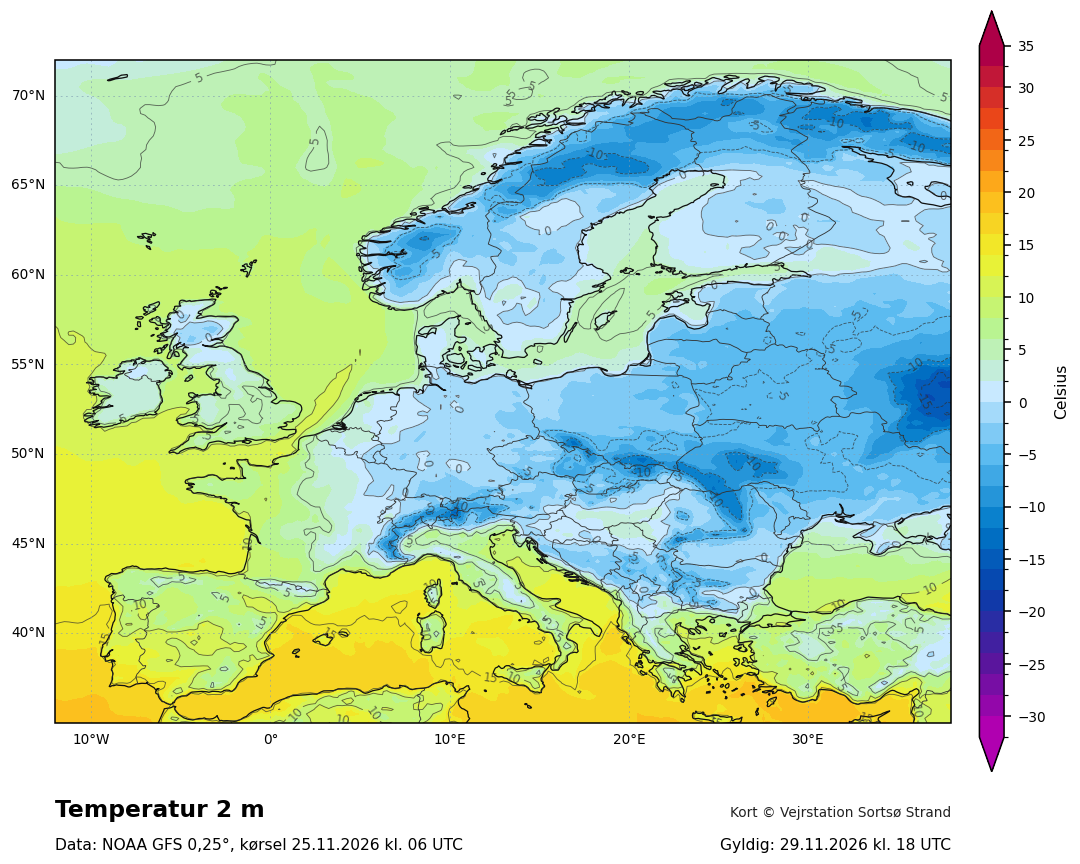 70°N
65°N
60°N
55°N
50°N
45°N
40°N
10°W
0°
10°E
20°E
30°E
35
30
25
20
15
10
5
0
−5
−10
−15
−20
−25
−30
Celsius
Temperatur 2 m
Kort © Vejrstation Sortsø Strand
Data: NOAA GFS 0,25°, kørsel 25.11.2026 kl. 06 UTC
Gyldig: 29.11.2026 kl. 18 UTC